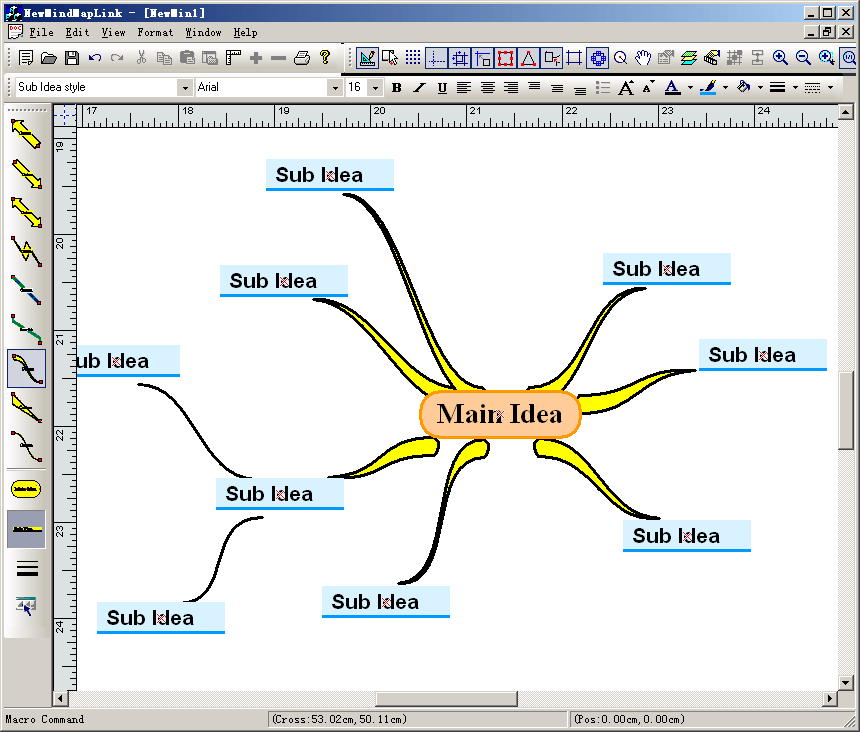 NewMindMapLink - [NewMin1]
File Edit View Format Window Help
Sub Idea style Arial 16 B I U A A A
17 18 19 20 21 22 23 24
19
20
21
22
23
24
Sub Idea
Sub Idea
Sub Idea
ub Idea
Sub Idea
Main Idea
Sub Idea
Sub Idea
Sub Idea
Sub Idea
Macro Command (Cross:53.02cm,50.11cm) (Pos:0.00cm,0.00cm)